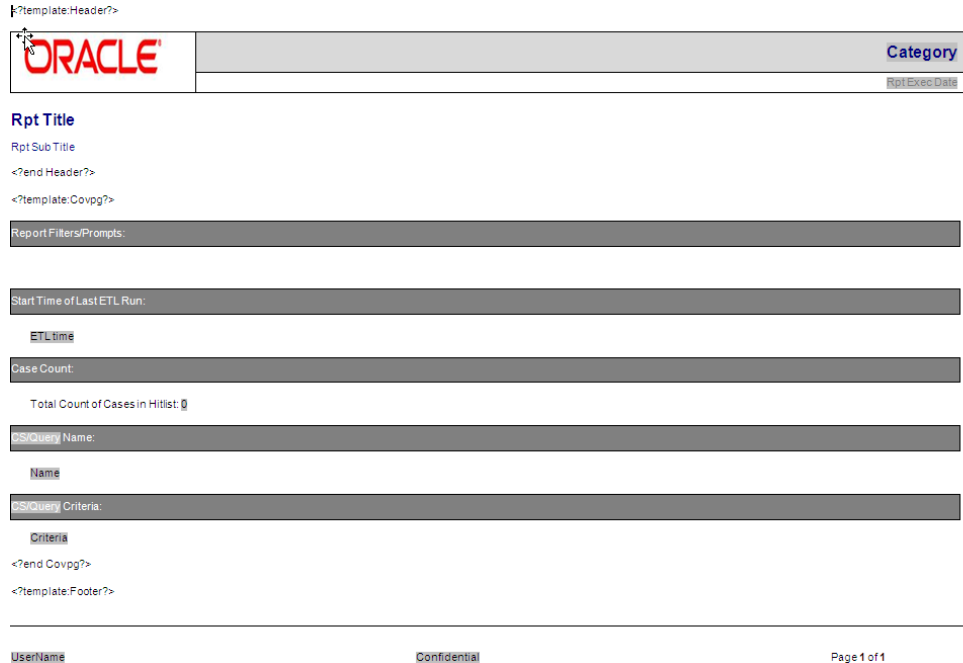 <?template:Header?>
ORACLE
Category
Rpt Exec Date
Rpt Title
Rpt Sub Title
<?end Header?>
<?template:Covpg?>
Report Filters/Prompts:
Start Time of Last ETL Run:
ETL time
Case Count:
Total Count of Cases in Hitlist: 0
CS/Query Name:
Name
CS/Query Criteria:
Criteria
<?end Covpg?>
<?template:Footer?>
UserName Confidential Page 1 of 1